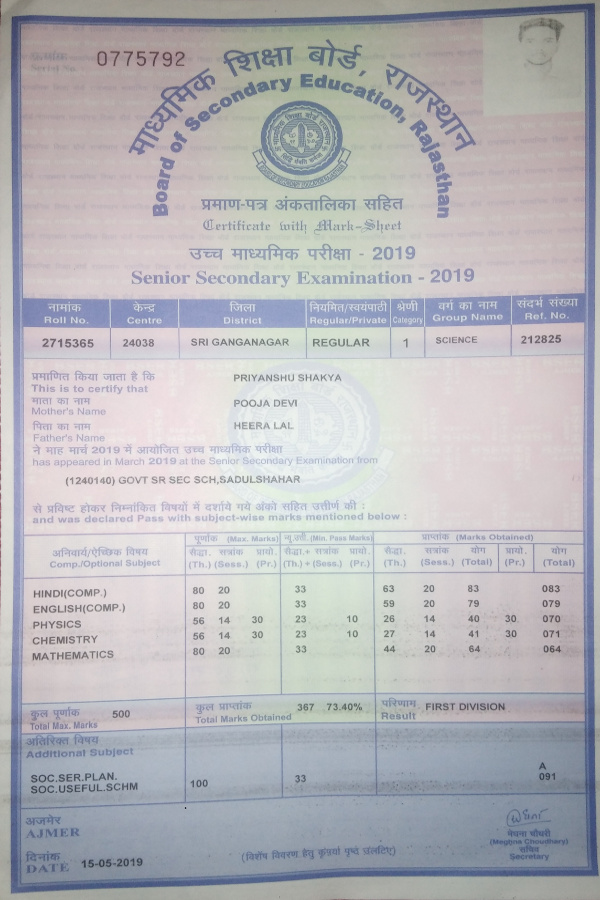 क्रमांक 0775792
Serial No.
माध्यमिक शिक्षा बोर्ड, राजस्थान
Board of Secondary Education, Rajasthan
प्रमाण-पत्र अंकतालिका सहित
Certificate with Mark-Sheet
उच्च माध्यमिक परीक्षा - 2019
Senior Secondary Examination - 2019
नामांक केन्द्र जिला नियमित/स्वयंपाठी श्रेणी वर्ग का नाम संदर्भ संख्या
Roll No. Centre District Regular/Private Category Group Name Ref. No.
2715365 24038 SRI GANGANAGAR REGULAR 1 SCIENCE 212825
प्रमाणित किया जाता है कि PRIYANSHU SHAKYA
This is to certify that
माता का नाम POOJA DEVI
Mother's Name
पिता का नाम HEERA LAL
Father's Name
ने माह मार्च 2019 में आयोजित उच्च माध्यमिक परीक्षा
has appeared in March 2019 at the Senior Secondary Examination from
(1240140) GOVT SR SEC SCH,SADULSHAHAR
से प्रविष्ट होकर निम्नांकित विषयों में दर्शाये गये अंको सहित उत्तीर्ण की :
and was declared Pass with subject-wise marks mentioned below :
पूर्णांक (Max. Marks) न्यू.उत्ती. (Min. Pass Marks) प्राप्तांक (Marks Obtained)
अनिवार्य/ऐच्छिक विषय सैद्धा. सत्रांक प्रायो. सैद्धा.+ सत्रांक प्रायो. सैद्धा. सत्रांक योग प्रायो. योग
Comp./Optional Subject (Th.) (Sess.) (Pr.) (Th.) + (Sess.) (Pr.) (Th.) (Sess.) (Total) (Pr.) (Total)
HINDI(COMP.) 80 20 33 63 20 83 083
ENGLISH(COMP.) 80 20 33 59 20 79 079
PHYSICS 56 14 30 23 10 26 14 40 30 070
CHEMISTRY 56 14 30 23 10 27 14 41 30 071
MATHEMATICS 80 20 33 44 20 64 064
कुल पूर्णांक 500 कुल प्राप्तांक 367 73.40% परिणाम FIRST DIVISION
Total Max. Marks Total Marks Obtained Result
अतिरिक्त विषय
Additional Subject
SOC.SER.PLAN. A
SOC.USEFUL.SCHM 100 33 091
अजमेर
AJMER
मेघना चौधरी
(Meghna Choudhary)
सचिव
Secretary
दिनांक
DATE 15-05-2019 (विशेष विवरण हेतु कृपया पृष्ठ उलटिए)